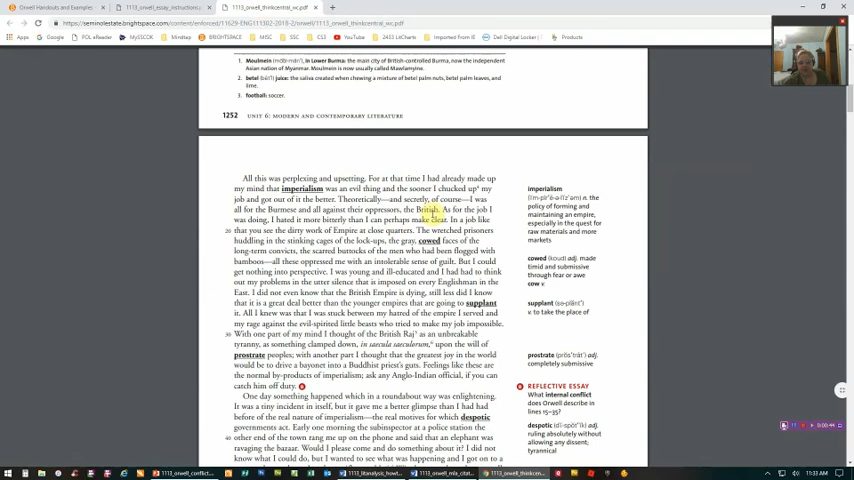 Orwell Handouts and Examples
1113_orwell_essay_instructions
1113_orwell_thinkcentral_wc.pdf
https://seminolestate.brightspace.com/content/enforced/11629-ENG111302-2018-2/orwell/1113_orwell_thinkcentral_wc.pdf
Apps Google POL eReader MySSCOK Mindtap BRIGHTSPACE MISC SSC CS3 YouTube 2433 LitCharts Imported From IE Dell Digital Locker Products
1. Moulmein (mōl-mān′), in Lower Burma: the main city of British-controlled Burma, now the independent
Asian nation of Myanmar. Moulmein is now usually called Mawlamyine.
2. betel (bēt′l) juice: the saliva created when chewing a mixture of betel palm nuts, betel palm leaves, and
lime.
3. football: soccer.
1252 UNIT 6: MODERN AND CONTEMPORARY LITERATURE
All this was perplexing and upsetting. For at that time I had already made up
my mind that imperialism was an evil thing and the sooner I chucked up⁴ my
job and got out of it the better. Theoretically—and secretly, of course—I was
all for the Burmese and all against their oppressors, the British. As for the job I
was doing, I hated it more bitterly than I can perhaps make clear. In a job like
that you see the dirty work of Empire at close quarters. The wretched prisoners
huddling in the stinking cages of the lock-ups, the gray, cowed faces of the
long-term convicts, the scarred buttocks of the men who had been flogged with
bamboos—all these oppressed me with an intolerable sense of guilt. But I could
get nothing into perspective. I was young and ill-educated and I had had to think
out my problems in the utter silence that is imposed on every Englishman in the
East. I did not even know that the British Empire is dying, still less did I know
that it is a great deal better than the younger empires that are going to supplant
it. All I knew was that I was stuck between my hatred of the empire I served and
my rage against the evil-spirited little beasts who tried to make my job impossible.
30 With one part of my mind I thought of the British Raj⁵ as an unbreakable
tyranny, as something clamped down, in saecula saeculorum,⁶ upon the will of
prostrate peoples; with another part I thought that the greatest joy in the world
would be to drive a bayonet into a Buddhist priest's guts. Feelings like these are
the normal by-products of imperialism; ask any Anglo-Indian official, if you can
catch him off duty.
One day something happened which in a roundabout way was enlightening.
It was a tiny incident in itself, but it gave me a better glimpse than I had had
before of the real nature of imperialism—the real motives for which despotic
governments act. Early one morning the subinspector at a police station the
40 other end of the town rang me up on the phone and said that an elephant was
ravaging the bazaar. Would I please come and do something about it? I did not
know what I could do, but I wanted to see what was happening and I got on to a
imperialism
n. the
policy of forming and
maintaining an empire,
especially in the quest for
raw materials and more
markets
cowed (koud) adj. made
timid and submissive
through fear or awe
cow v.
supplant (sə-plănt′)
v. to take the place of
prostrate (prŏs′trāt′) adj.
completely submissive
REFLECTIVE ESSAY
What internal conflict
does Orwell describe in
lines 15–35?
despotic (dĭ-spŏt′ĭk) adj.
ruling absolutely without
allowing any dissent;
tyrannical
0:00:44
1113_orwell_conflict...
1113_litanalysis_howt...
1113_orwell_mla_cita...
1113_orwell_thinkcen...
11:33 AM